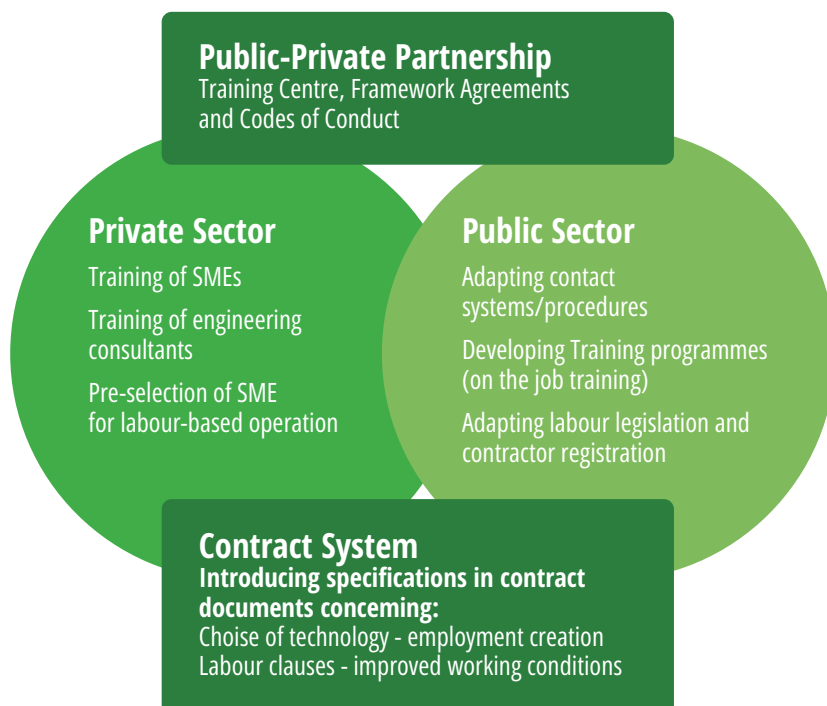 Public-Private Partnership
Training Centre, Framework Agreements
and Codes of Conduct
Private Sector
Training of SMEs
Training of engineering
consultants
Pre-selection of SME
for labour-based operation
Public Sector
Adapting contact
systems/procedures
Developing Training programmes
(on the job training)
Adapting labour legislation and
contractor registration
Contract System
Introducing specifications in contract
documents conceming:
Choise of technology - employment creation
Labour clauses - improved working conditions